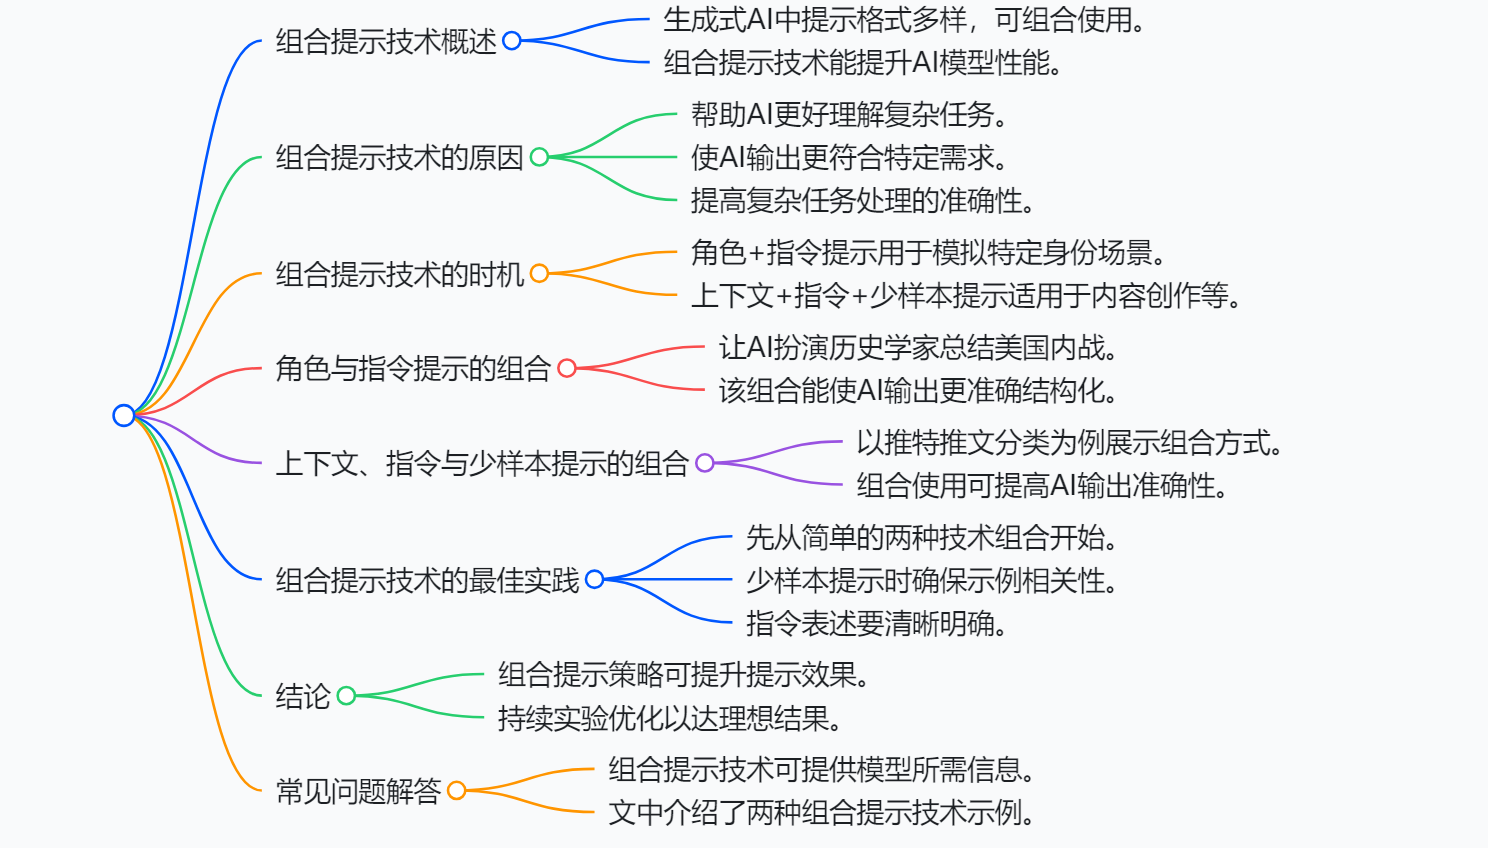 组合提示技术概述
生成式AI中提示格式多样，可组合使用。
组合提示技术能提升AI模型性能。
组合提示技术的原因
帮助AI更好理解复杂任务。
使AI输出更符合特定需求。
提高复杂任务处理的准确性。
组合提示技术的时机
角色+指令提示用于模拟特定身份场景。
上下文+指令+少样本提示适用于内容创作等。
角色与指令提示的组合
让AI扮演历史学家总结美国内战。
该组合能使AI输出更准确结构化。
上下文、指令与少样本提示的组合
以推特推文分类为例展示组合方式。
组合使用可提高AI输出准确性。
组合提示技术的最佳实践
先从简单的两种技术组合开始。
少样本提示时确保示例相关性。
指令表述要清晰明确。
结论
组合提示策略可提升提示效果。
持续实验优化以达理想结果。
常见问题解答
组合提示技术可提供模型所需信息。
文中介绍了两种组合提示技术示例。